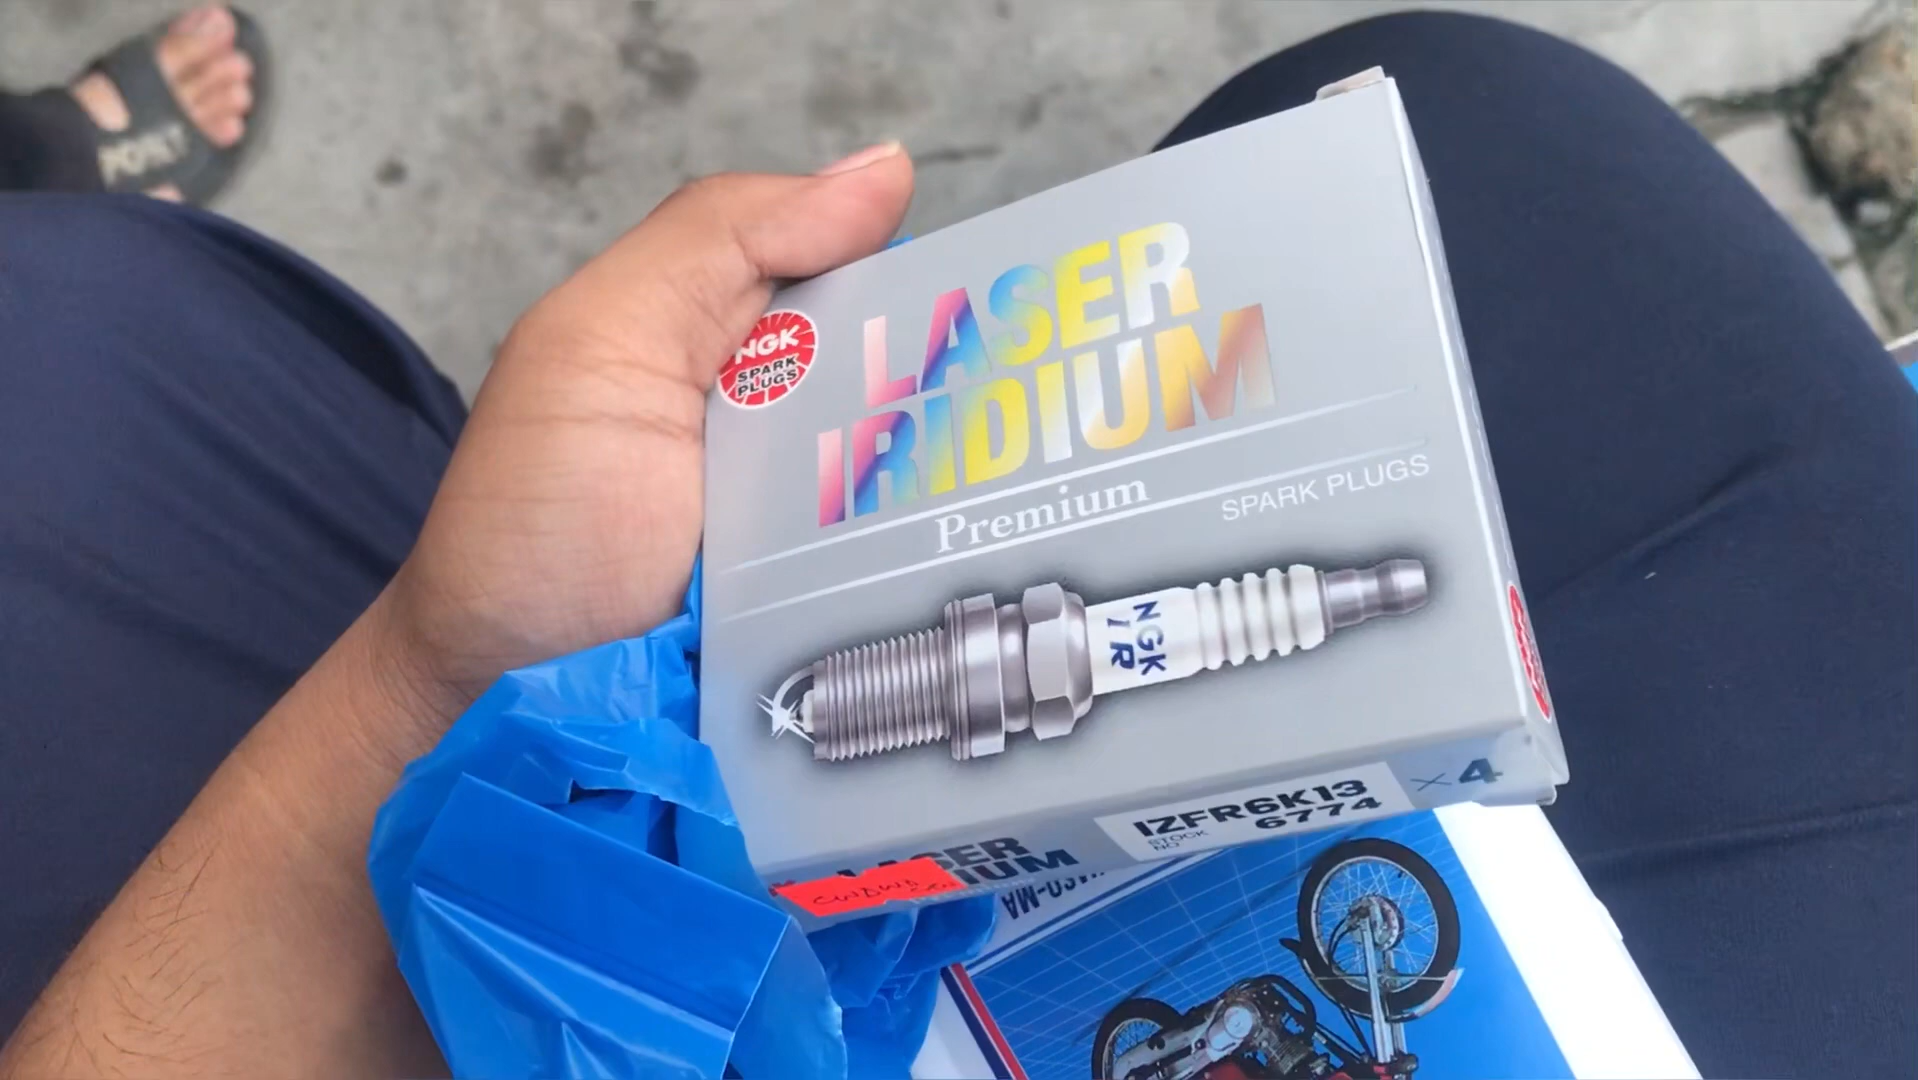 NGK
SPARK
PLUGS
LASER
IRIDIUM
Premium
SPARK PLUGS
NGK
IR
IZFR6K13
STOCK
NO
6774
×4
LASER
IRIDIUM